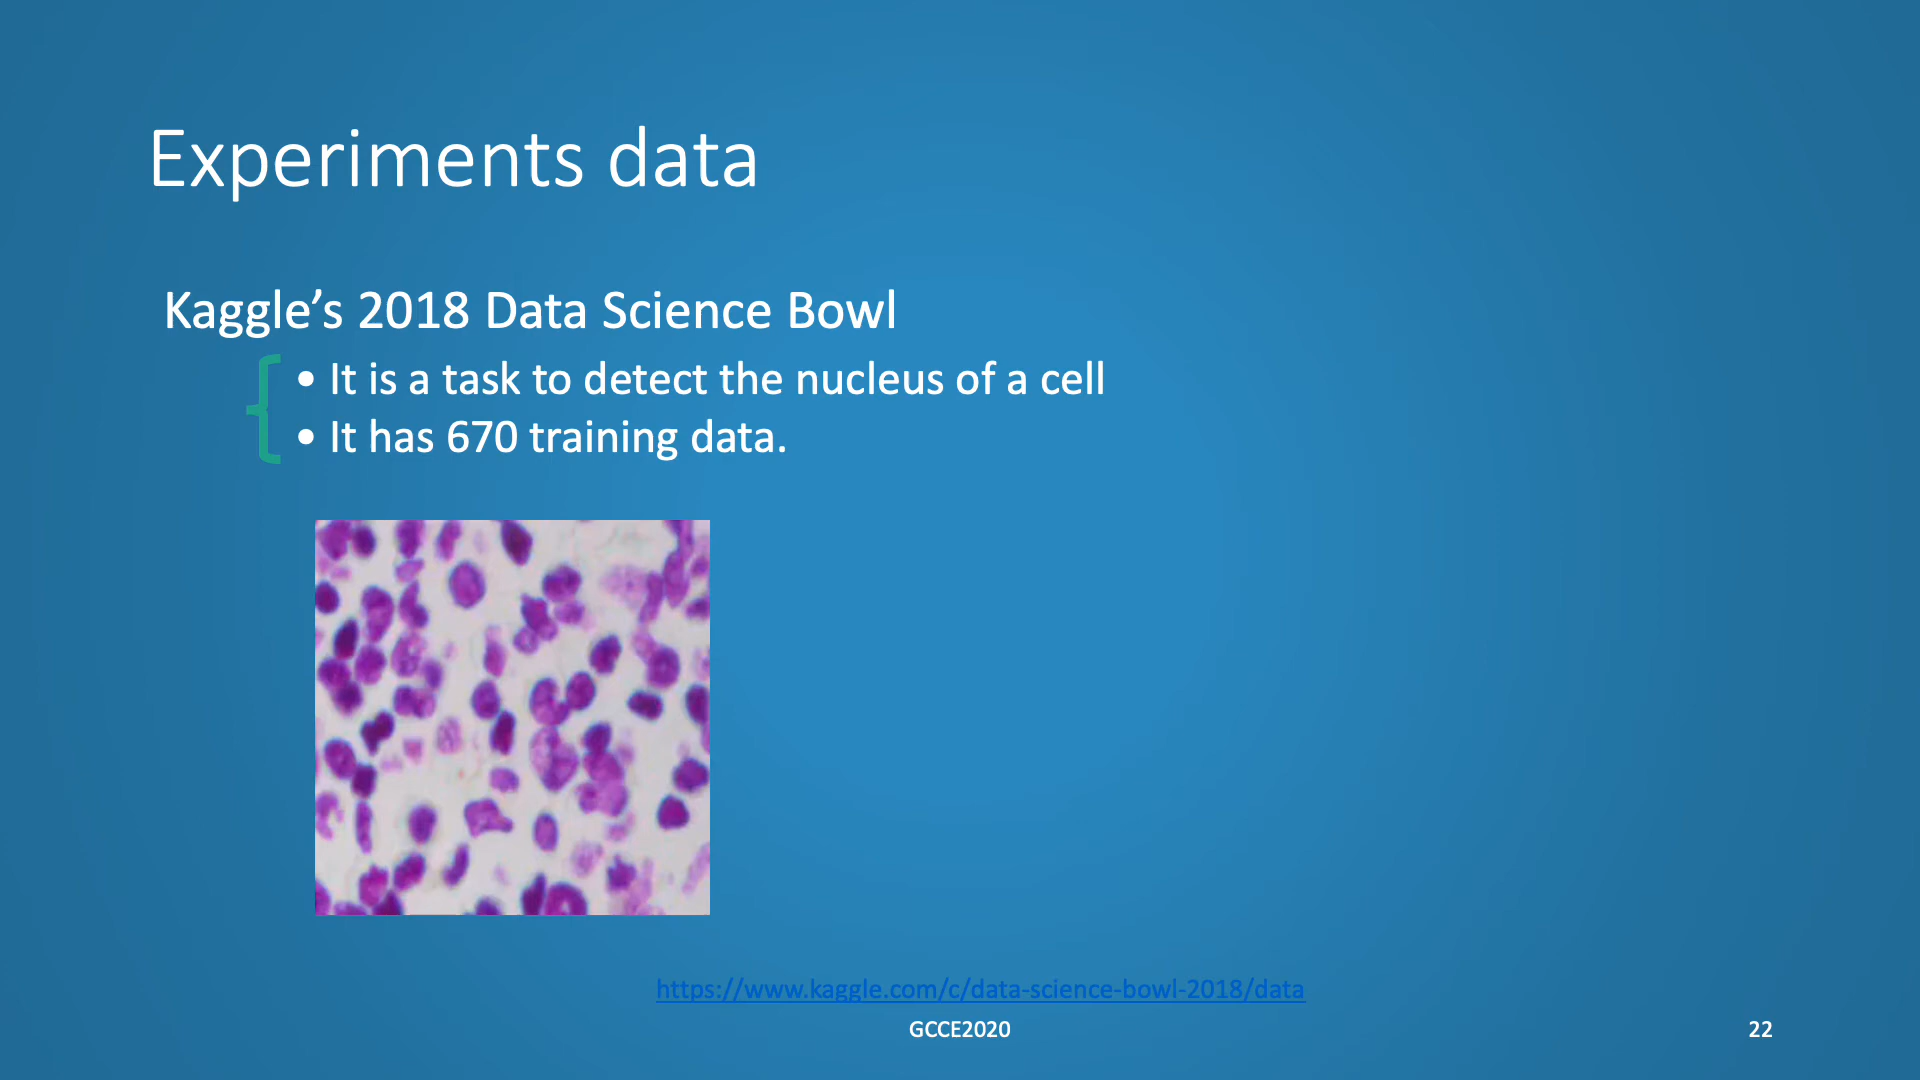 Experiments data
Kaggle’s 2018 Data Science Bowl
• It is a task to detect the nucleus of a cell
• It has 670 training data.
https://www.kaggle.com/c/data-science-bowl-2018/data
GCCE2020
22